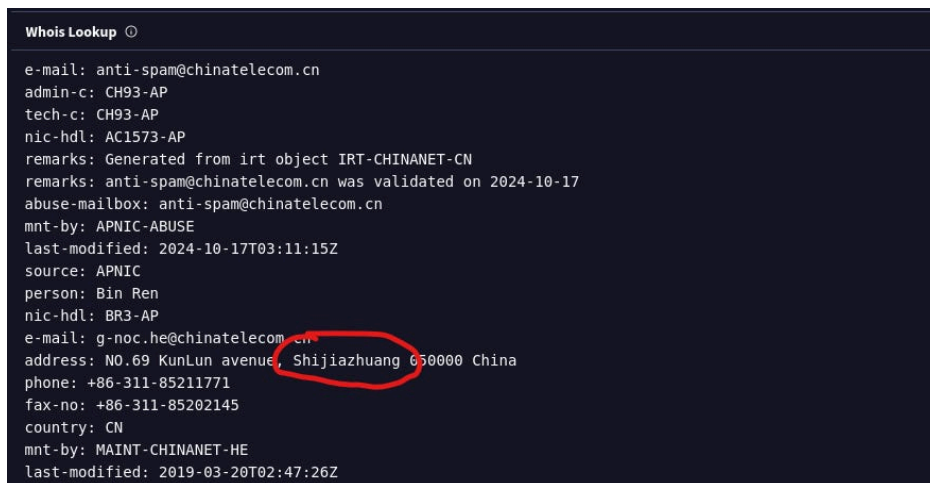 Whois Lookup
e-mail: anti-spam@chinatelecom.cn
admin-c: CH93-AP
tech-c: CH93-AP
nic-hdl: AC1573-AP
remarks: Generated from irt object IRT-CHINANET-CN
remarks: anti-spam@chinatelecom.cn was validated on 2024-10-17
abuse-mailbox: anti-spam@chinatelecom.cn
mnt-by: APNIC-ABUSE
last-modified: 2024-10-17T03:11:15Z
source: APNIC
person: Bin Ren
nic-hdl: BR3-AP
e-mail: g-noc.he@chinatelecom.cn
address: NO.69 KunLun avenue, Shijiazhuang 050000 China
phone: +86-311-85211771
fax-no: +86-311-85202145
country: CN
mnt-by: MAINT-CHINANET-HE
last-modified: 2019-03-20T02:47:26Z